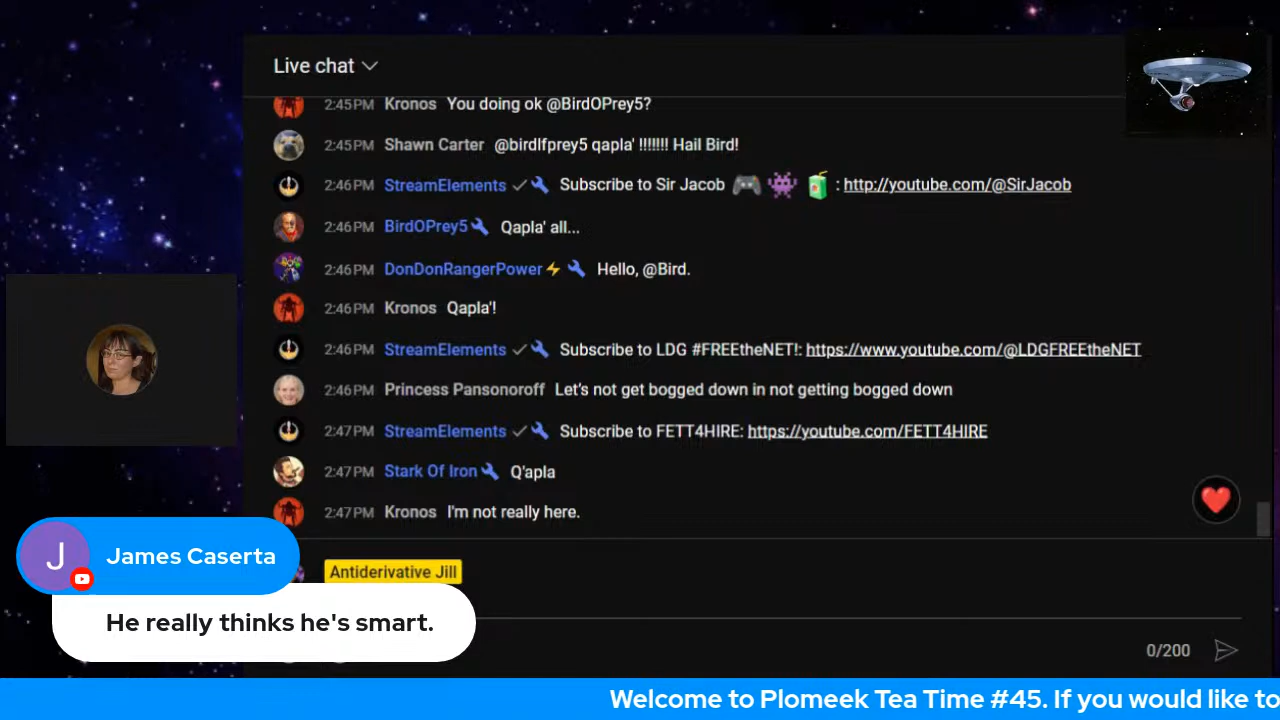 Live chat
2:45PM Kronos You doing ok @BirdOPrey5?
2:45PM Shawn Carter @birdlfprey5 qapla' !!!!!!! Hail Bird!
2:46PM StreamElements Subscribe to Sir Jacob 🎮 👾 🧃 : http://youtube.com/@SirJacob
2:46PM BirdOPrey5 Qapla' all...
2:46PM DonDonRangerPower⚡ Hello, @Bird.
2:46PM Kronos Qapla'!
2:46PM StreamElements Subscribe to LDG #FREEtheNET!: https://www.youtube.com/@LDGFREEtheNET
2:46PM Princess Pansonoroff Let's not get bogged down in not getting bogged down
2:47PM StreamElements Subscribe to FETT4HIRE: https://youtube.com/FETT4HIRE
2:47PM Stark Of Iron Q'apla
2:47PM Kronos I'm not really here.
J James Caserta
Antiderivative Jill
He really thinks he's smart.
0/200
Welcome to Plomeek Tea Time #45. If you would like to